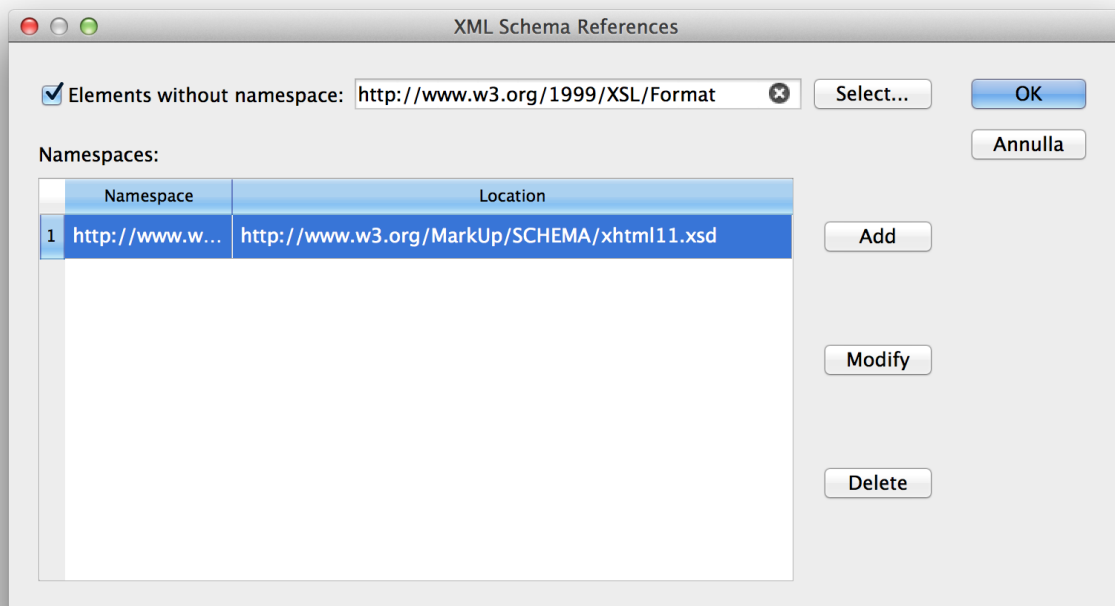 XML Schema References
Elements without namespace: http://www.w3.org/1999/XSL/Format Select... OK
Annulla
Namespaces:
Namespace Location
1 http://www.w... http://www.w3.org/MarkUp/SCHEMA/xhtml11.xsd
Add
Modify
Delete